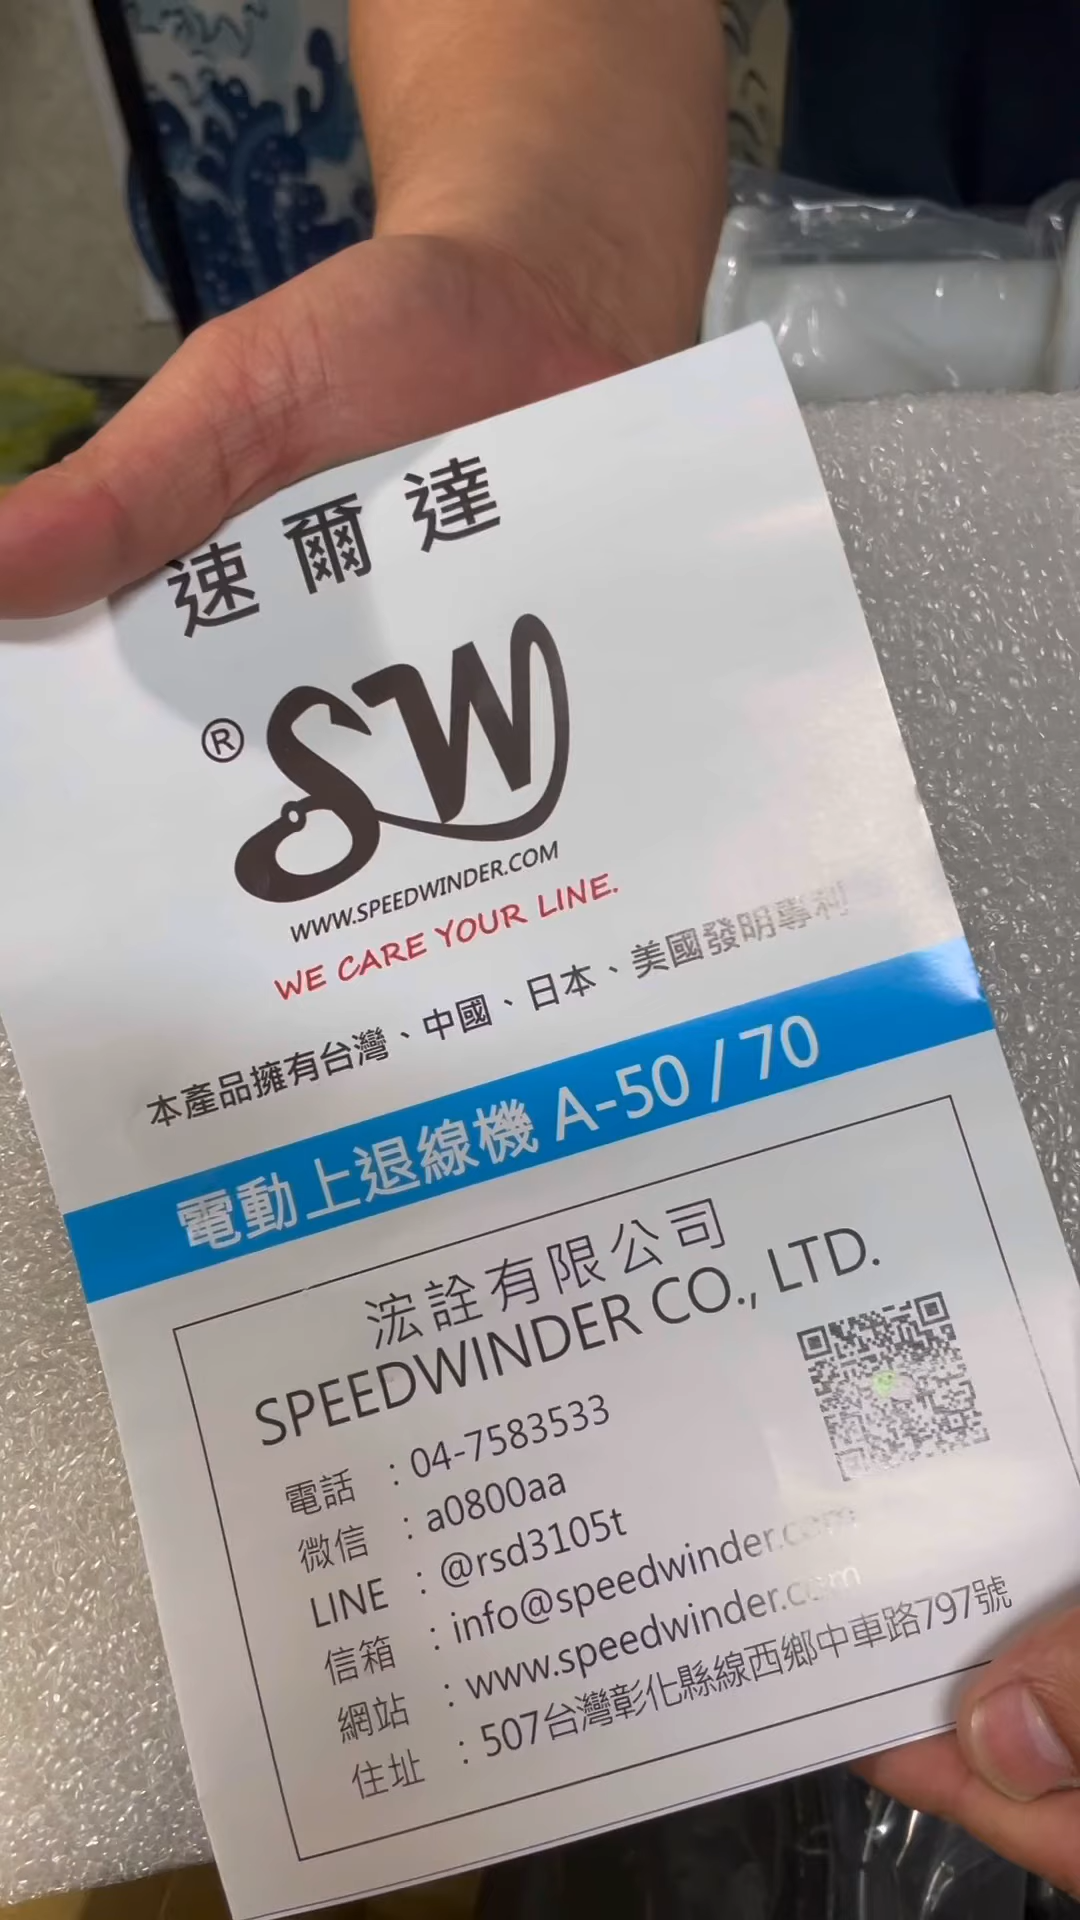 速爾達
®
SW
WWW.SPEEDWINDER.COM
WE CARE YOUR LINE.
本產品擁有台灣、中國、日本、美國發明專利
電動上退線機 A-50 / 70
浤詮有限公司
SPEEDWINDER CO., LTD.
電話 : 04-7583533
微信 : a0800aa
LINE : @rsd3105t
信箱 : info@speedwinder.com
網站 : www.speedwinder.com
住址 : 507台灣彰化縣線西鄉中車路797號